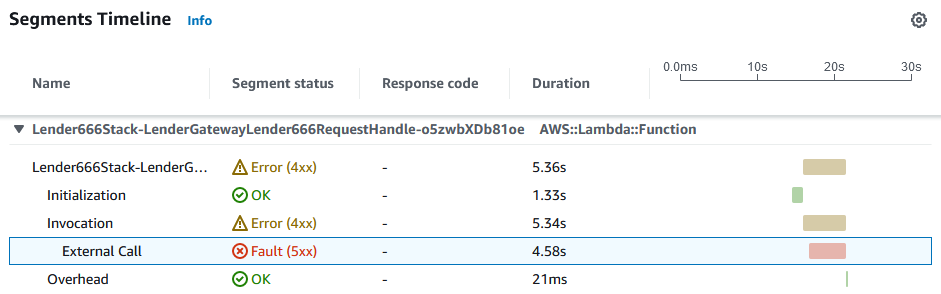 Segments Timeline Info
Name Segment status Response code Duration 0.0ms 10s 20s 30s
Lender666Stack-LenderGatewayLender666RequestHandle-o5zwbXDb81oe AWS::Lambda::Function
Lender666Stack-LenderG... Error (4xx) - 5.36s
Initialization OK - 1.33s
Invocation Error (4xx) - 5.34s
External Call Fault (5xx) - 4.58s
Overhead OK - 21ms